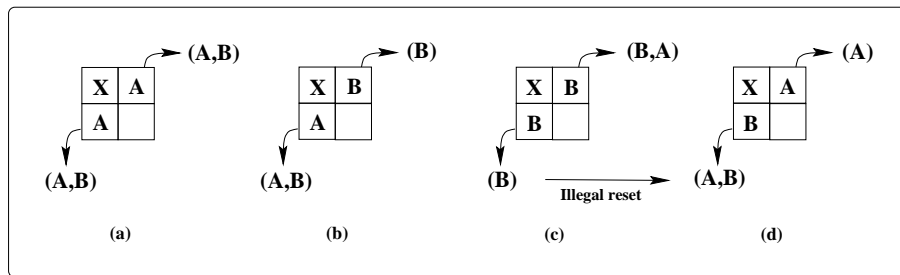 (A,B)
X A
A
(A,B)
(a)
(B)
X B
A
(A,B)
(b)
(B,A)
X B
B
(B)
(c)
Illegal reset
(A)
X A
B
(A,B)
(d)